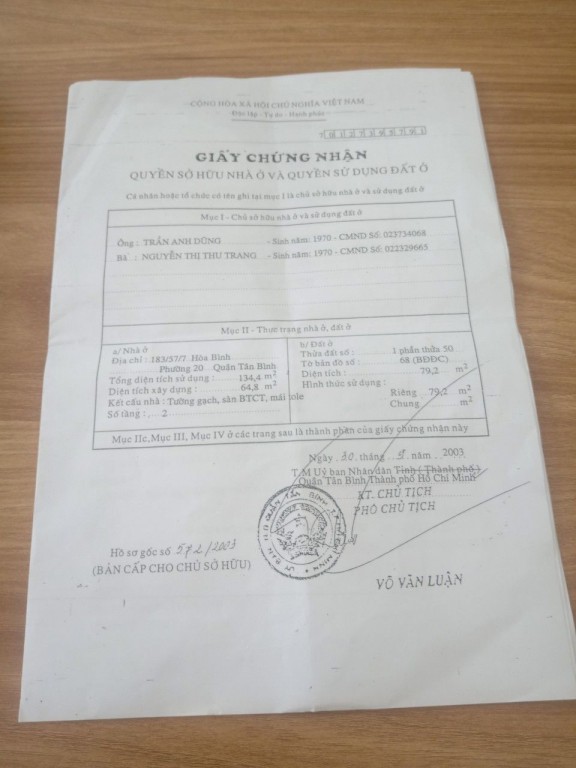 CỘNG HÒA XÃ HỘI CHỦ NGHĨA VIỆT NAM
Độc lập - Tự do - Hạnh phúc
GIẤY CHỨNG NHẬN
QUYỀN SỞ HỮU NHÀ Ở VÀ QUYỀN SỬ DỤNG ĐẤT Ở
Cá nhân hoặc tổ chức có tên ghi tại mục I là chủ sở hữu nhà ở và sử dụng đất ở
Mục I - Chủ sở hữu nhà ở và sử dụng đất ở
Ông : TRẦN ANH DŨNG - Sinh năm: 1970 - CMND Số: 023734068
Bà : NGUYỄN THỊ THU TRANG - Sinh năm: 1970 - CMND Số: 022329665
Mục II - Thực trạng nhà ở, đất ở
a/ Nhà ở
Địa chỉ : 183/57/7 Hòa Bình
Phường 20 Quận Tân Bình
Tổng diện tích sử dụng : 134,4 m2
Diện tích xây dựng : 64,8 m2
Kết cấu nhà : Tường gạch, sàn BTCT, mái tole
Số tầng : 2
b/ Đất ở
Thửa đất số : 1 phần thửa 50
Tờ bản đồ số : 68 (BĐĐC)
Diện tích : 79,2 m2
Hình thức sử dụng :
Riêng 79,2 m2
Chung m2
Mục IIc, Mục III, Mục IV ở các trang sau là thành phần của giấy chứng nhận này
Ngày 30 tháng 9 năm 2003
T.M Uỷ ban Nhân dân Tỉnh ( Thành phố )
Quận Tân Bình Thành phố Hồ Chí Minh
KT. CHỦ TỊCH
PHÓ CHỦ TỊCH
Hồ sơ gốc số 572/2003
(BẢN CẤP CHO CHỦ SỞ HỮU)
VÕ VĂN LUẬN